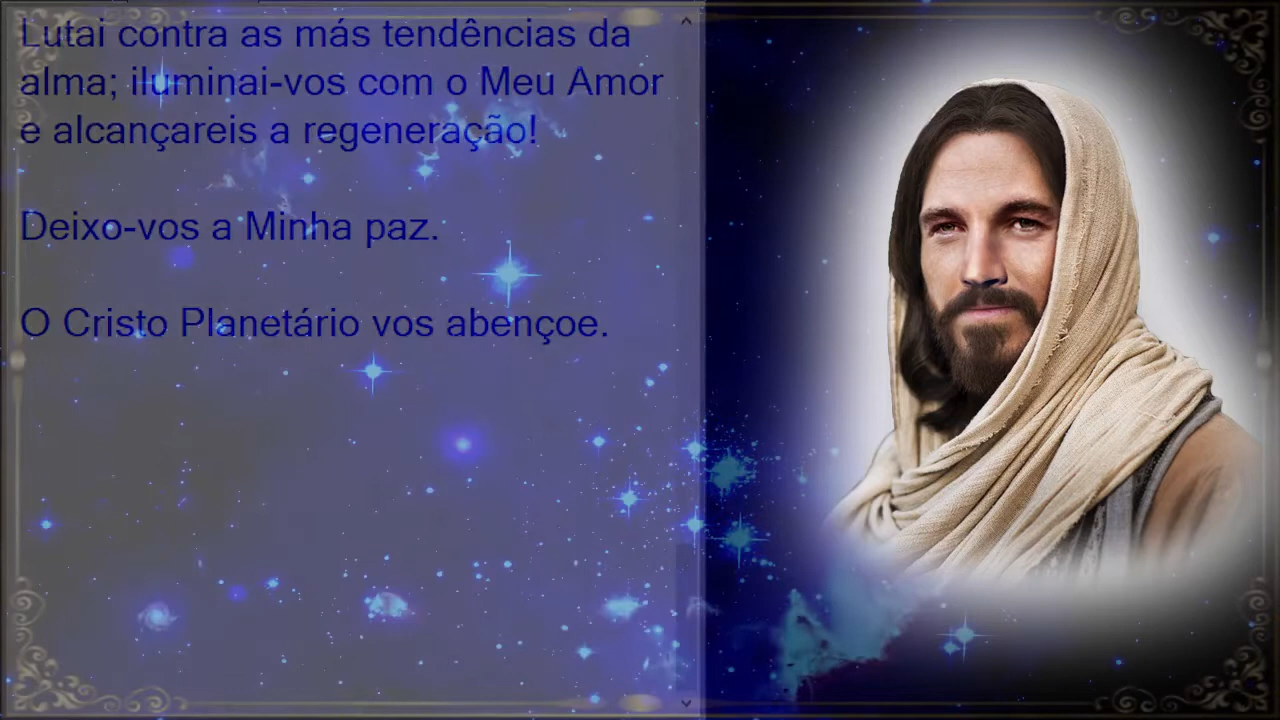 Lutai contra as más tendências da
alma; iluminai-vos com o Meu Amor
e alcançareis a regeneração!
Deixo-vos a Minha paz.
O Cristo Planetário vos abençoe.